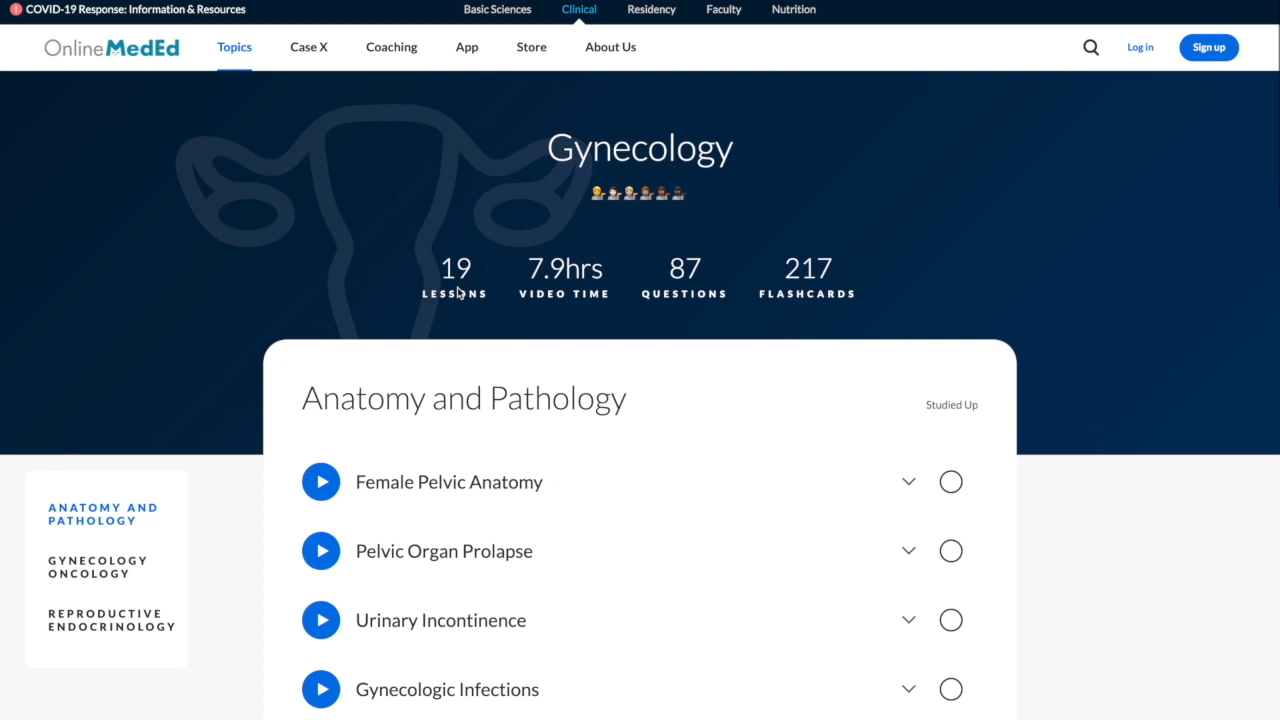 COVID-19 Response: Information & Resources
Basic Sciences
Clinical
Residency
Faculty
Nutrition
OnlineMedEd
Topics
Case X
Coaching
App
Store
About Us
Log in
Sign up
Gynecology
19
7.9hrs
87
217
LESSONS
VIDEO TIME
QUESTIONS
FLASHCARDS
Anatomy and Pathology
Studied Up
Female Pelvic Anatomy
Pelvic Organ Prolapse
Urinary Incontinence
Gynecologic Infections
ANATOMY AND
PATHOLOGY
GYNECOLOGY
ONCOLOGY
REPRODUCTIVE
ENDOCRINOLOGY